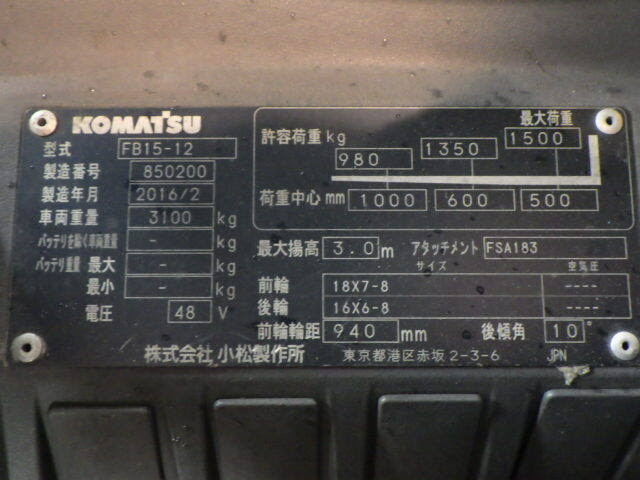 KOMATSU
型式 FB15-12
製造番号 850200
製造年月 2016/2
車両重量 3100 kg
バッテリを除く車両重量 - kg
バッテリ重量 最大 - kg
最小 - kg
電圧 48 V
最大荷重
許容荷重 kg 980 1350 1500
荷重中心 mm 1000 600 500
最大揚高 3.0 m アタッチメント FSA183
サイズ 空気圧
前輪 18X7-8 ----
後輪 16X6-8 ----
前輪輪距 940 mm 後傾角 10°
株式会社 小松製作所 東京都港区赤坂 2-3-6 JPN